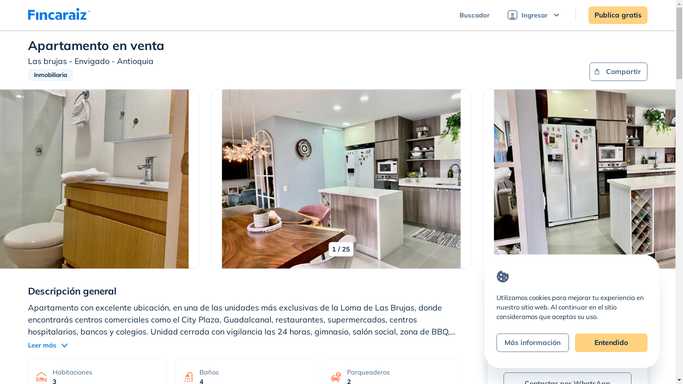 Fincaraiz
Buscador
Ingresar
Publica gratis
Apartamento en venta
Las brujas - Envigado - Antioquia
Inmobiliaria
Compartir
1 / 25
Descripción general
Apartamento con excelente ubicación, en una de las unidades más exclusivas de la Loma de Las Brujas, donde
encontrarás centros comerciales como el City Plaza, Guadalcanal, restaurantes, supermercados, centros
hospitalarios, bancos y colegios. Unidad cerrada con vigilancia las 24 horas, gimnasio, salón social, zona de BBQ,...
Leer más
Habitaciones
3
Baños
4
Parqueaderos
2
Utilizamos cookies para mejorar tu experiencia en
nuestro sitio web. Al continuar en el sitio
consideramos que aceptas su uso.
Más información
Entendido
Contactar por WhatsApp